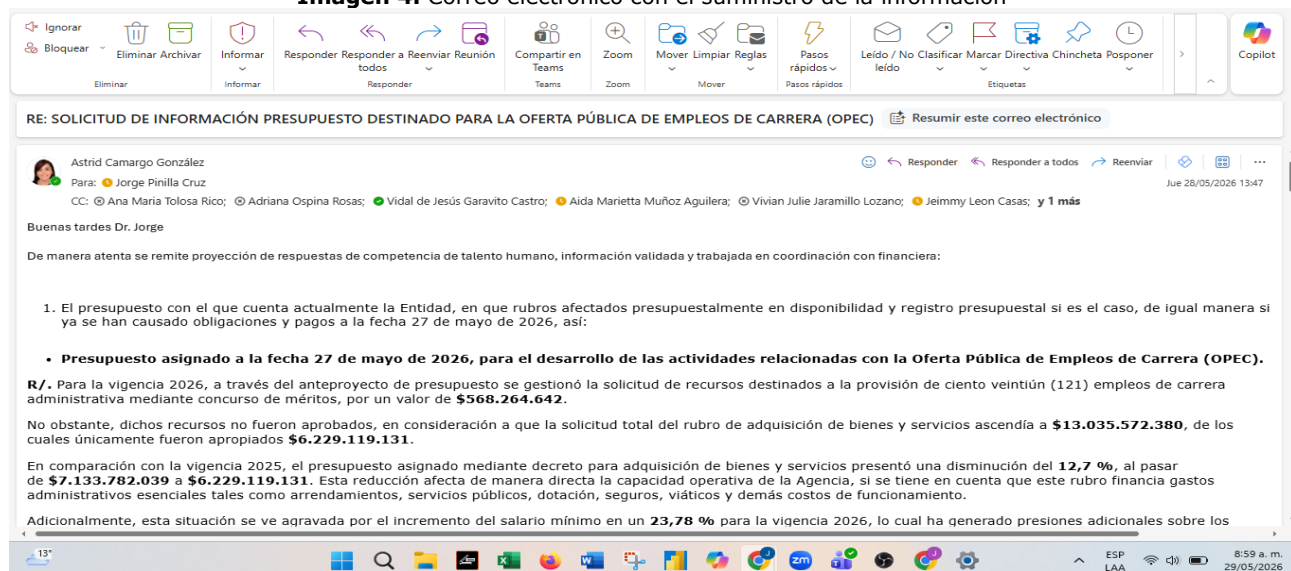 Imagen 4. Correo electrónico con el suministro de la información
Ignorar
Bloquear
Eliminar Archivar
Informar
Responder Responder a todos Reenviar Reunión
Compartir en Teams
Zoom
Mover Limpiar Reglas
Pasos rápidos
Leído / No leído Clasificar Marcar Directiva Chincheta Posponer
Copilot
Eliminar Informar Responder Teams Zoom Mover Pasos rápidos Etiquetas
RE: SOLICITUD DE INFORMACIÓN PRESUPUESTO DESTINADO PARA LA OFERTA PÚBLICA DE EMPLEOS DE CARRERA (OPEC) Resumir este correo electrónico
Astrid Camargo González
Responder Responder a todos Reenviar
Para: Jorge Pinilla Cruz
Jue 28/05/2026 13:47
CC: Ana Maria Tolosa Rico; Adriana Ospina Rosas; Vidal de Jesús Garavito Castro; Aida Marietta Muñoz Aguilera; Vivian Julie Jaramillo Lozano; Jeimmy Leon Casas; y 1 más
Buenas tardes Dr. Jorge
De manera atenta se remite proyección de respuestas de competencia de talento humano, información validada y trabajada en coordinación con financiera:
1. El presupuesto con el que cuenta actualmente la Entidad, en que rubros afectados presupuestalmente en disponibilidad y registro presupuestal si es el caso, de igual manera si
ya se han causado obligaciones y pagos a la fecha 27 de mayo de 2026, así:
• Presupuesto asignado a la fecha 27 de mayo de 2026, para el desarrollo de las actividades relacionadas con la Oferta Pública de Empleos de Carrera (OPEC).
R/. Para la vigencia 2026, a través del anteproyecto de presupuesto se gestionó la solicitud de recursos destinados a la provisión de ciento veintiún (121) empleos de carrera
administrativa mediante concurso de méritos, por un valor de $568.264.642.
No obstante, dichos recursos no fueron aprobados, en consideración a que la solicitud total del rubro de adquisición de bienes y servicios ascendía a $13.035.572.380, de los
cuales únicamente fueron apropiados $6.229.119.131.
En comparación con la vigencia 2025, el presupuesto asignado mediante decreto para adquisición de bienes y servicios presentó una disminución del 12,7 %, al pasar
de $7.133.782.039 a $6.229.119.131. Esta reducción afecta de manera directa la capacidad operativa de la Agencia, si se tiene en cuenta que este rubro financia gastos
administrativos esenciales tales como arrendamientos, servicios públicos, dotación, seguros, viáticos y demás costos de funcionamiento.
Adicionalmente, esta situación se ve agravada por el incremento del salario mínimo en un 23,78 % para la vigencia 2026, lo cual ha generado presiones adicionales sobre los
13°
ESP
LAA
8:59 a. m.
29/05/2026